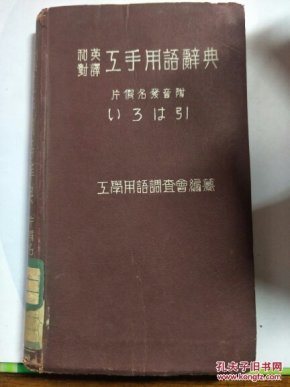 英和
對譯 工手用語辭典
片假名發音附
いろは引
工學用語調査會編纂
孔夫子旧书网